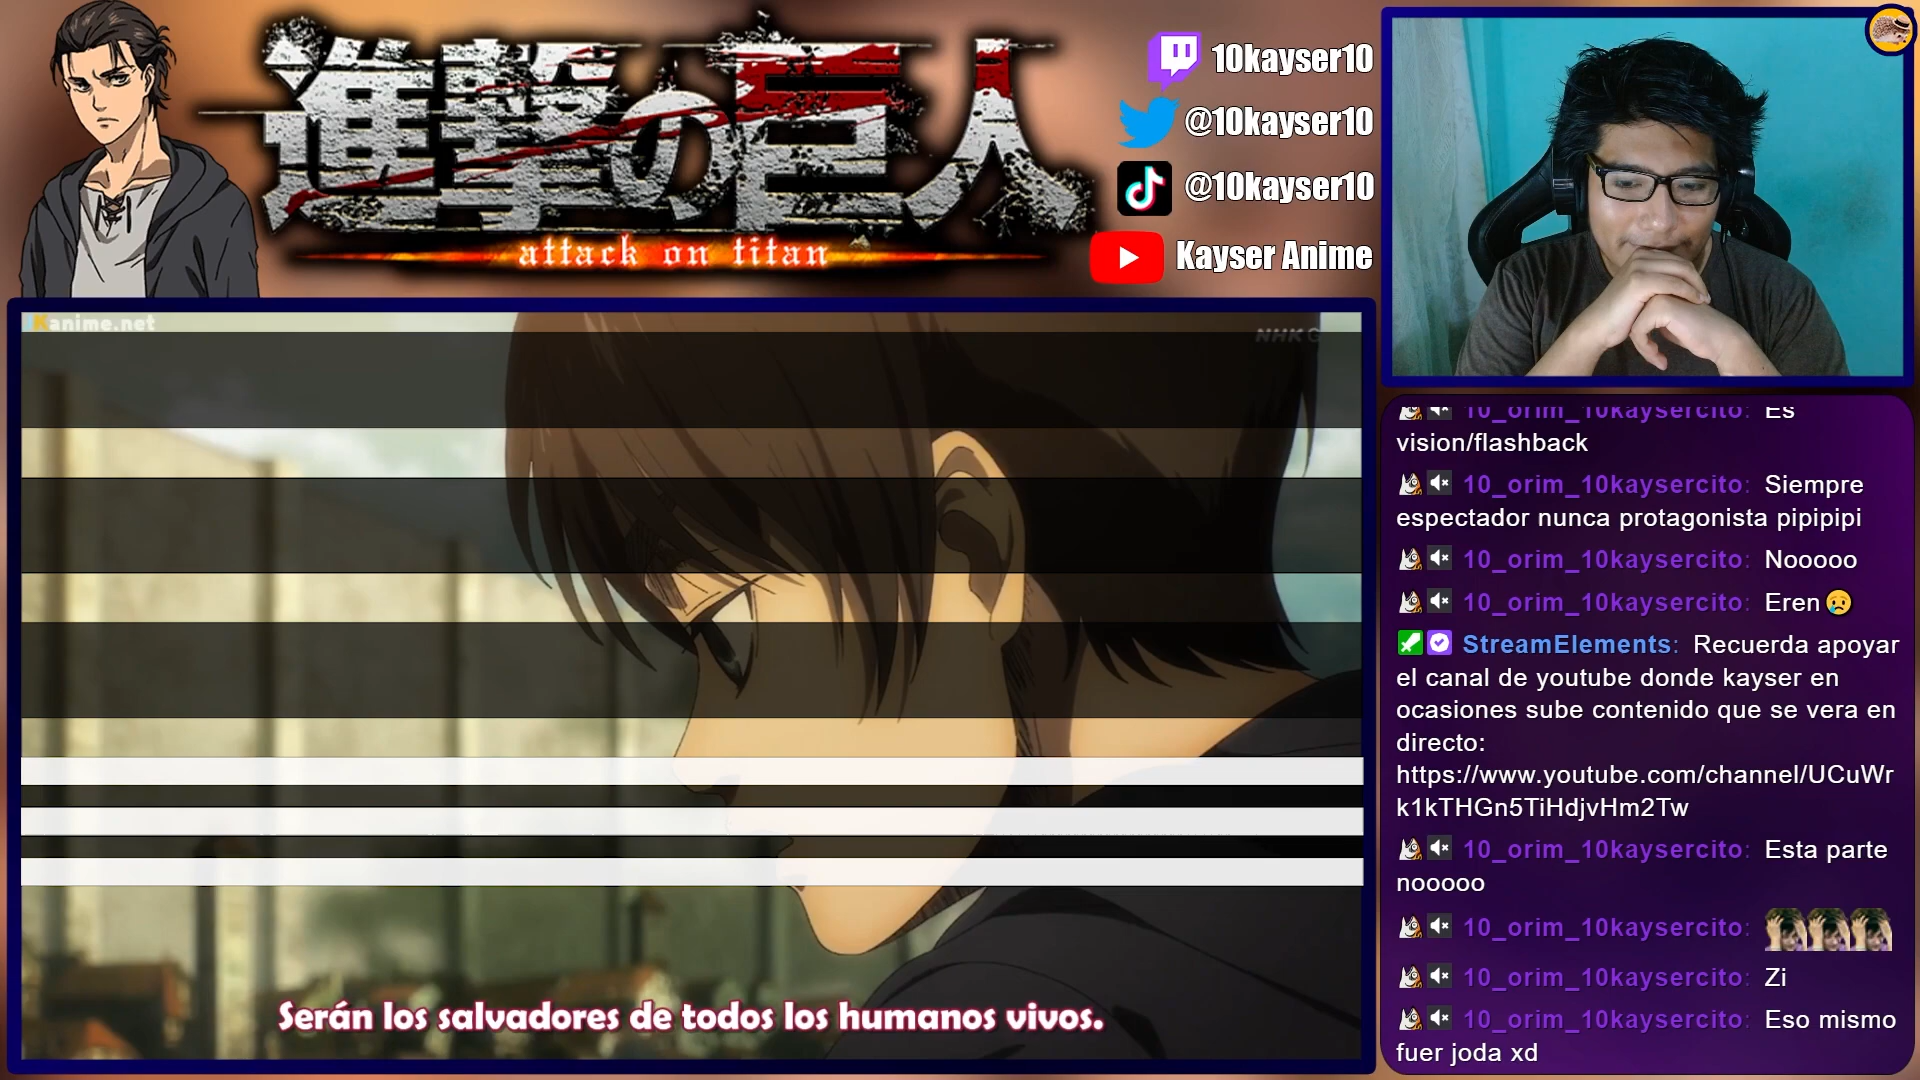 進撃の巨人
attack on titan
10kayser10
@10kayser10
@10kayser10
Kayser Anime
Kanime.net
NHK G
Serán los salvadores de todos los humanos vivos.
10_orim_10kaysercito: Es
vision/flashback
10_orim_10kaysercito: Siempre
espectador nunca protagonista pipipipi
10_orim_10kaysercito: Nooooo
10_orim_10kaysercito: Eren😢
StreamElements: Recuerda apoyar
el canal de youtube donde kayser en
ocasiones sube contenido que se vera en
directo:
https://www.youtube.com/channel/UCuWr
k1kTHGn5TiHdjvHm2Tw
10_orim_10kaysercito: Esta parte
nooooo
10_orim_10kaysercito:
10_orim_10kaysercito: Zi
10_orim_10kaysercito: Eso mismo
fuer joda xd